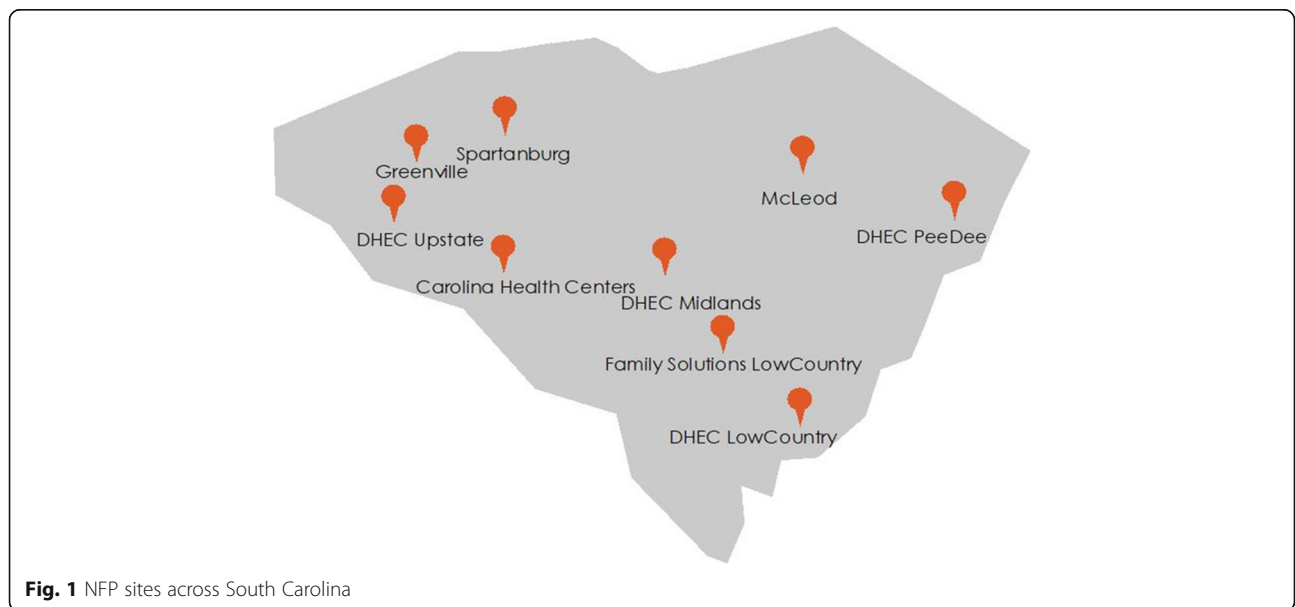 Spartanburg
Greenville
McLeod
DHEC Upstate
DHEC PeeDee
Carolina Health Centers
DHEC Midlands
Family Solutions LowCountry
DHEC LowCountry
Fig. 1 NFP sites across South Carolina